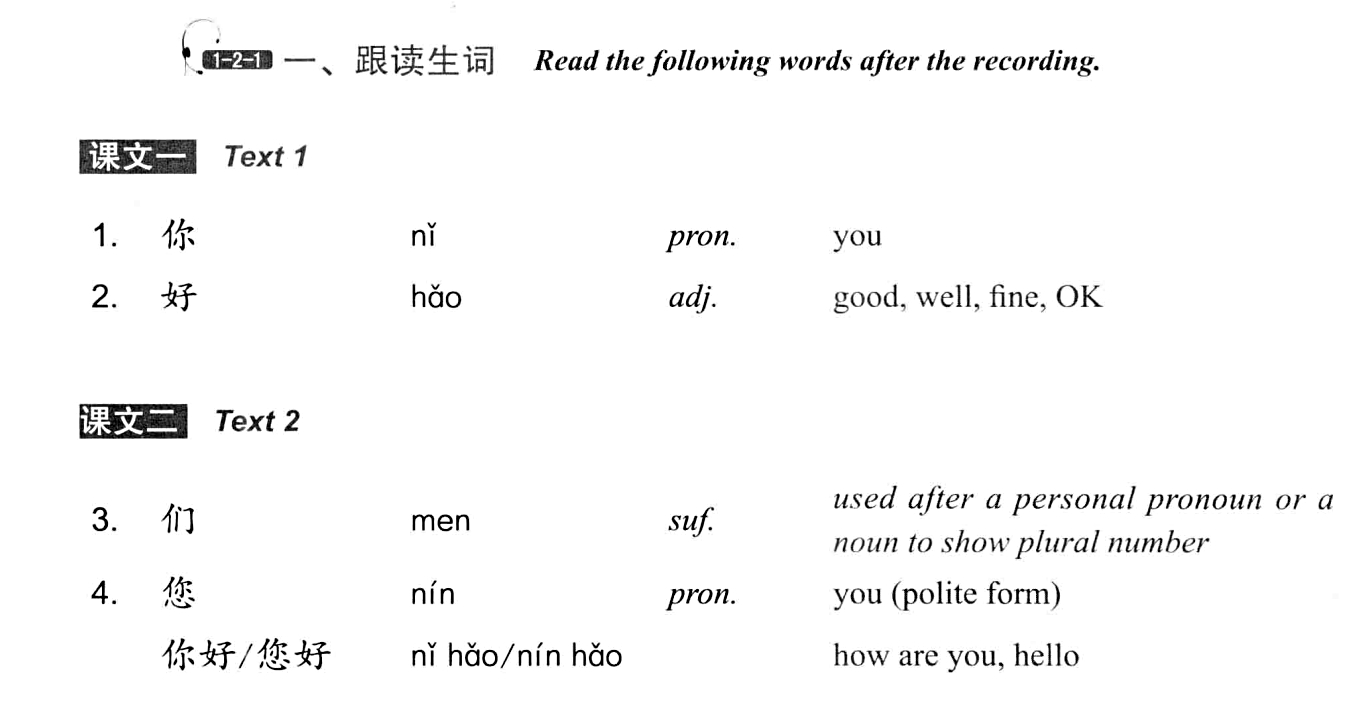 1-2-1 一、跟读生词 Read the following words after the recording.
课文一 Text 1
1. 你 nǐ pron. you
2. 好 hǎo adj. good, well, fine, OK
课文二 Text 2
3. 们 men suf. used after a personal pronoun or a
noun to show plural number
4. 您 nín pron. you (polite form)
你好/您好 nǐ hǎo/nín hǎo how are you, hello